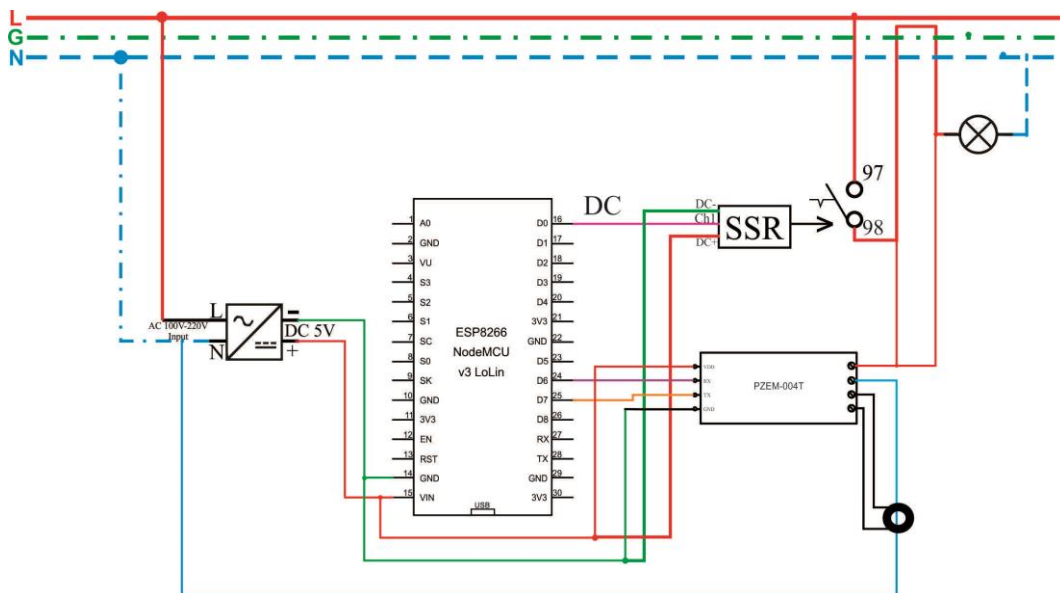 L
G
N
97
98
DC
DC-
Ch1
DC+
SSR
1 A0
2 GND
3 VU
4 S3
5 S2
6 S1
7 SC
8 S0
9 SK
10 GND
11 3V3
12 EN
13 RST
14 GND
15 VIN
ESP8266
NodeMCU
v3 LoLin
USB
D0 16
D1 17
D2 18
D3 19
D4 20
3V3 21
GND 22
D5 23
D6 24
D7 25
D8 26
RX 27
TX 28
GND 29
3V3 30
L
AC 100V-220V
Input
N
-
DC 5V
+
VDD
RX
TX
GND
PZEM-004T